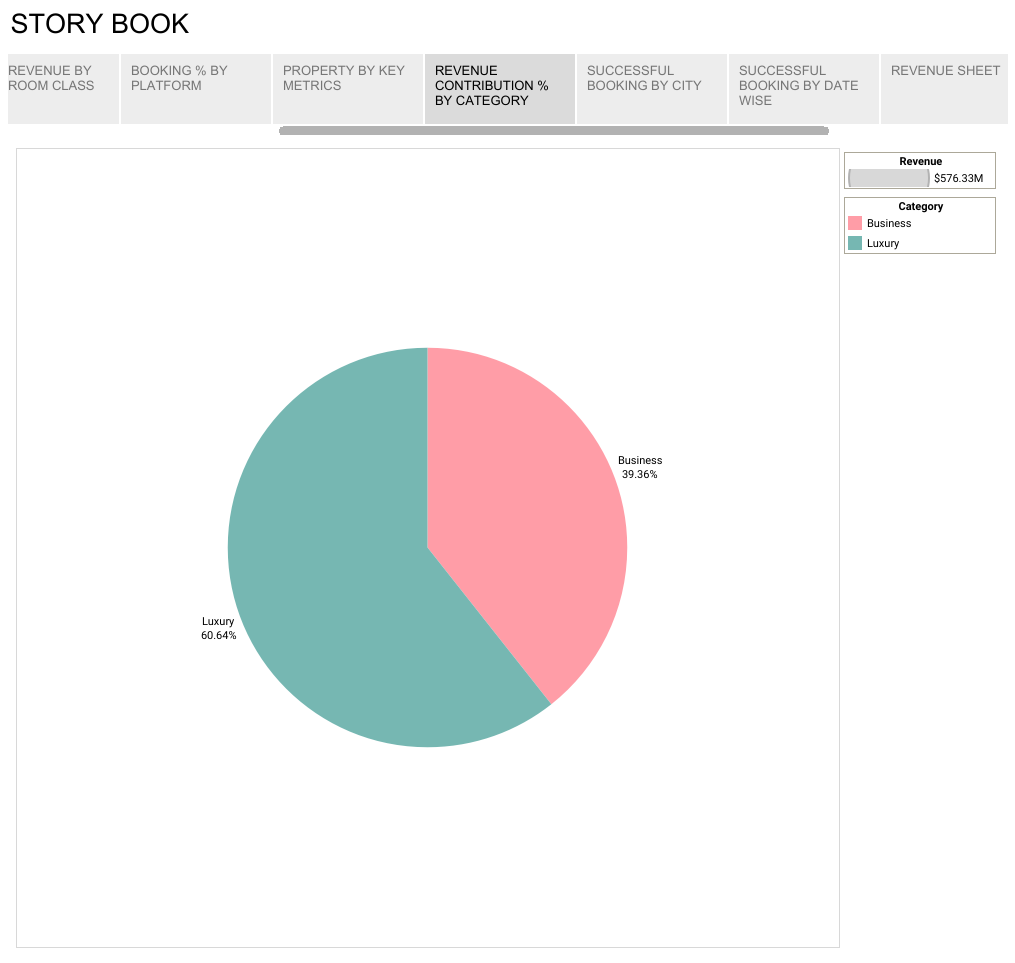 STORY BOOK
REVENUE BY
ROOM CLASS
BOOKING % BY
PLATFORM
PROPERTY BY KEY
METRICS
REVENUE
CONTRIBUTION %
BY CATEGORY
SUCCESSFUL
BOOKING BY CITY
SUCCESSFUL
BOOKING BY DATE
WISE
REVENUE SHEET
Revenue
$576.33M
Category
Business
Luxury
Business
39.36%
Luxury
60.64%